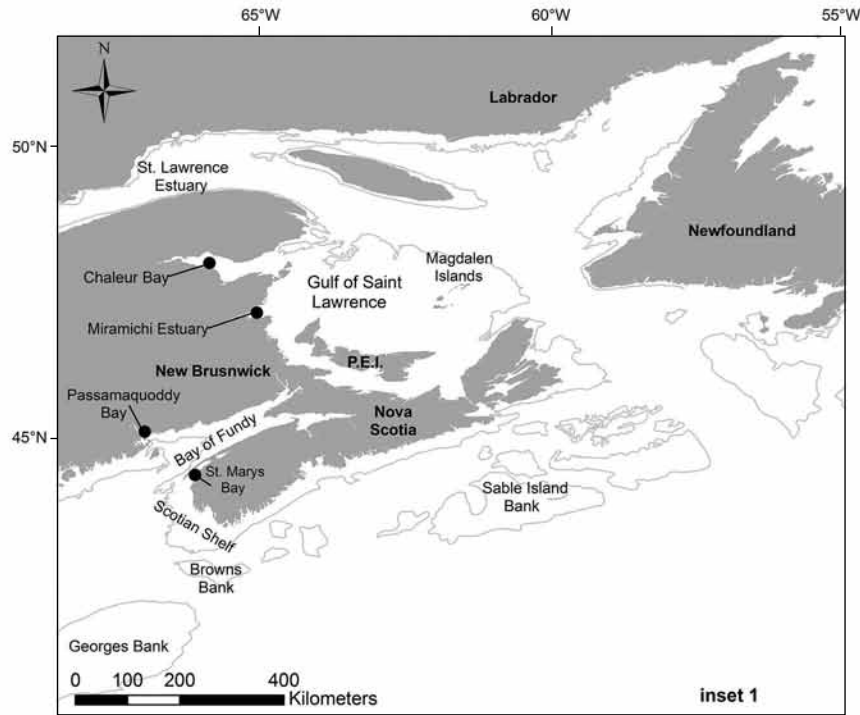 65°W
60°W
55°W
N
Labrador
50°N
St. Lawrence
Estuary
Newfoundland
Magdalen
Islands
Chaleur Bay
Gulf of Saint
Lawrence
Miramichi Estuary
P.E.I.
New Brusnwick
Passamaquoddy
Bay
Nova
Scotia
45°N
Bay of Fundy
St. Marys
Bay
Sable Island
Bank
Scotian Shelf
Browns
Bank
Georges Bank
0 100 200 400
Kilometers
inset 1